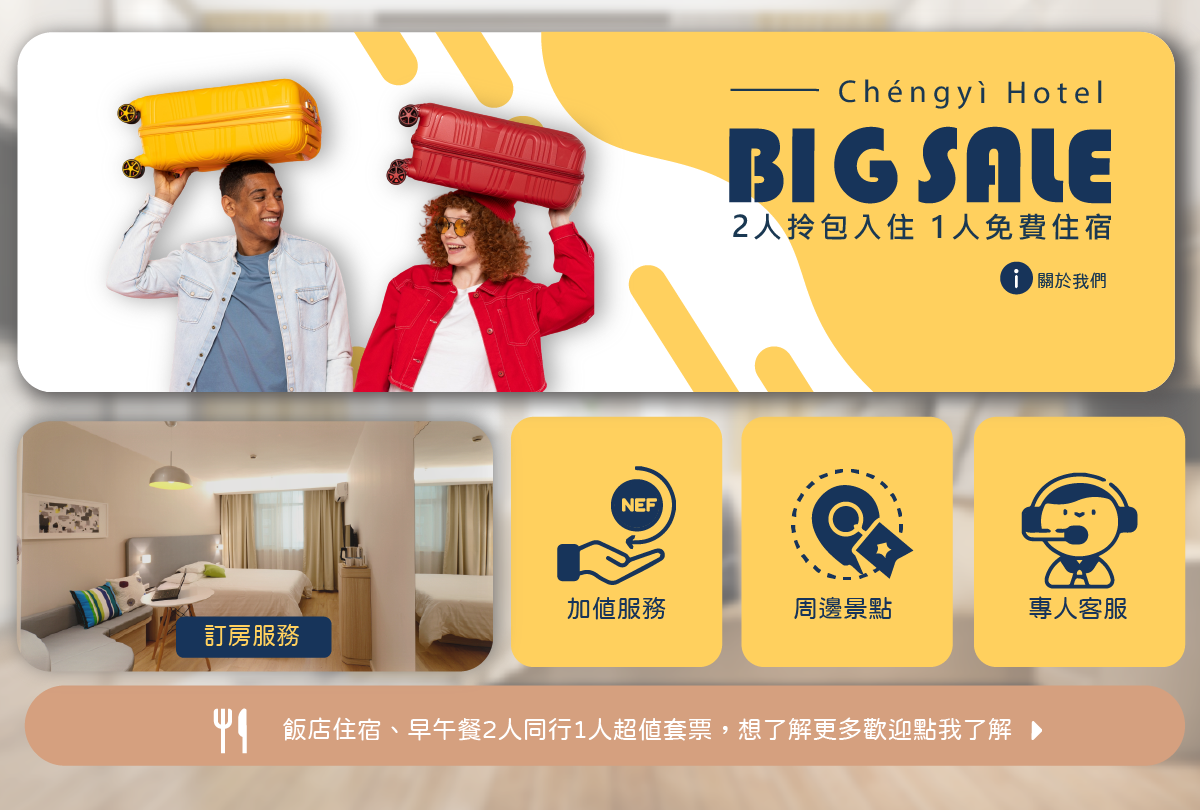 Chéngyì Hotel
BIG SALE
2人拎包入住 1人免費住宿
關於我們
訂房服務
NEF
加值服務
周邊景點
專人客服
飯店住宿、早午餐2人同行1人超值套票，想了解更多歡迎點我了解